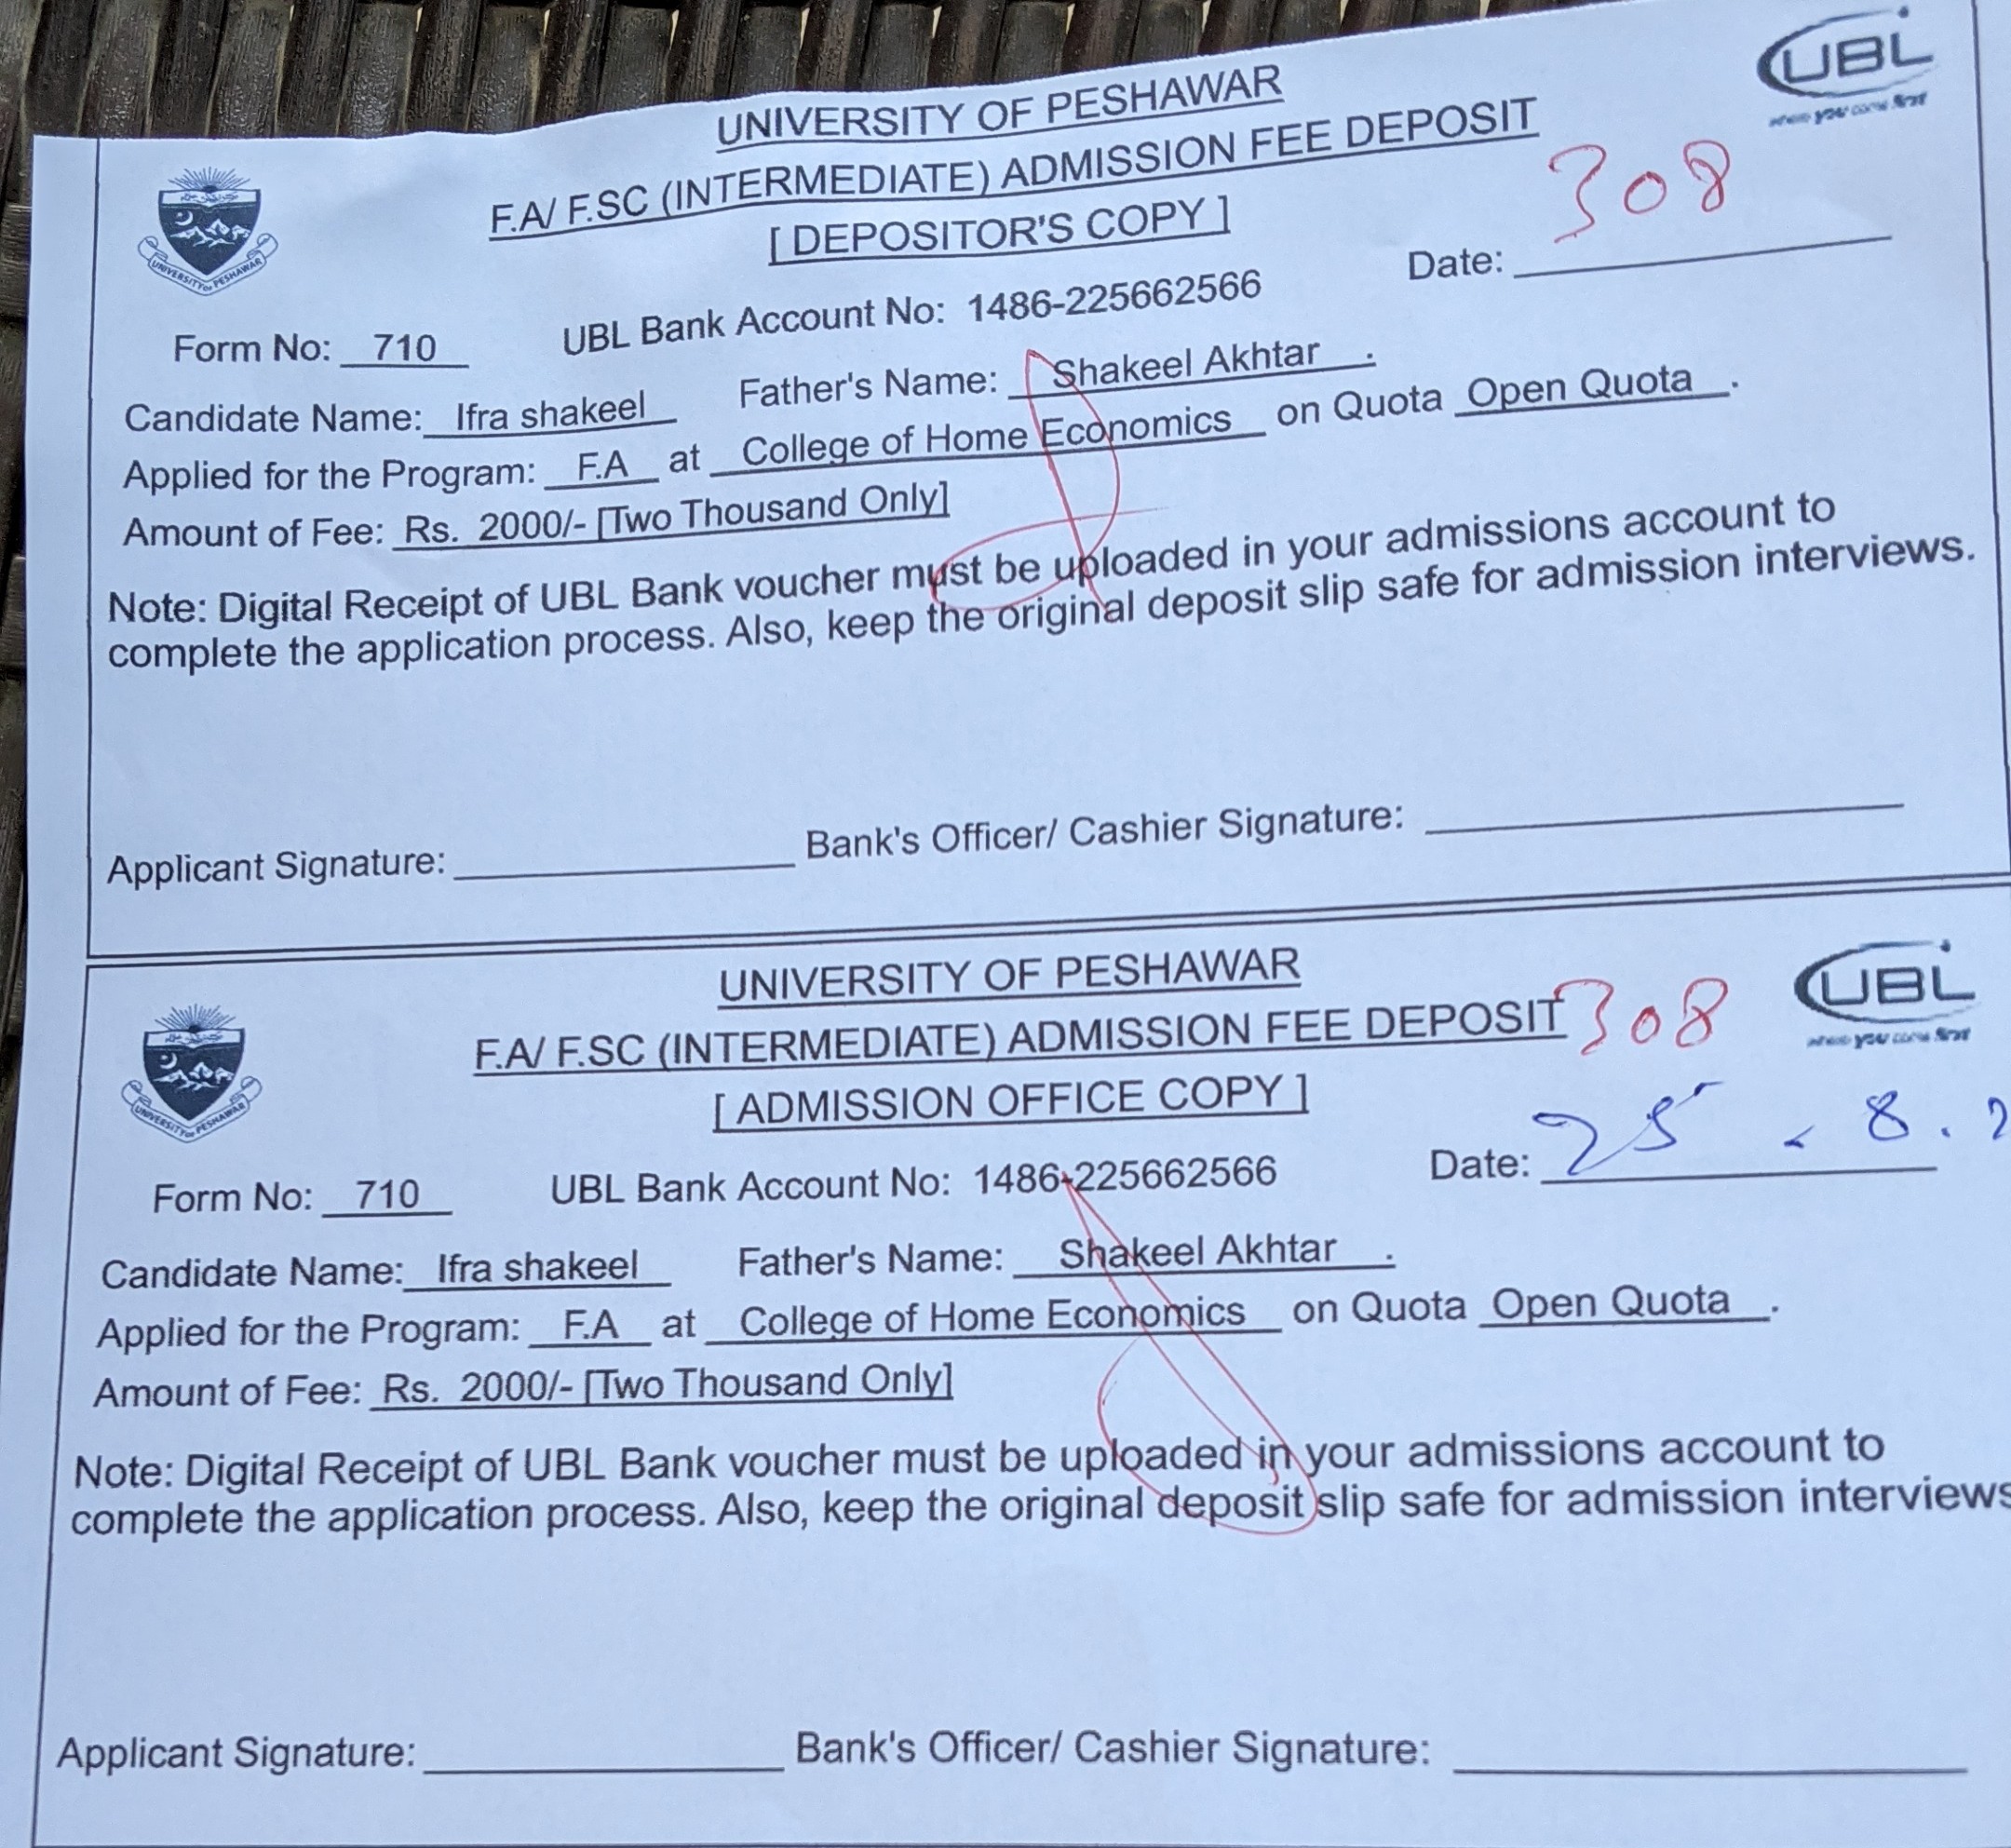 UNIVERSITY OF PESHAWAR
UBL
where you come first
F.A/ F.SC (INTERMEDIATE) ADMISSION FEE DEPOSIT
308
[ DEPOSITOR'S COPY ]
UNIVERSITY OF PESHAWAR
Date:
Form No: 710 UBL Bank Account No: 1486-225662566
Candidate Name: Ifra shakeel Father's Name: Shakeel Akhtar .
Applied for the Program: F.A at College of Home Economics on Quota Open Quota .
Amount of Fee: Rs. 2000/- [Two Thousand Only]
Note: Digital Receipt of UBL Bank voucher must be uploaded in your admissions account to
complete the application process. Also, keep the original deposit slip safe for admission interviews.
Applicant Signature: Bank's Officer/ Cashier Signature:
UNIVERSITY OF PESHAWAR
UBL
where you come first
F.A/ F.SC (INTERMEDIATE) ADMISSION FEE DEPOSIT 308
[ ADMISSION OFFICE COPY ]
UNIVERSITY OF PESHAWAR
Date: 25 . 8 .
Form No: 710 UBL Bank Account No: 1486-225662566
Candidate Name: Ifra shakeel Father's Name: Shakeel Akhtar .
Applied for the Program: F.A at College of Home Economics on Quota Open Quota .
Amount of Fee: Rs. 2000/- [Two Thousand Only]
Note: Digital Receipt of UBL Bank voucher must be uploaded in your admissions account to
complete the application process. Also, keep the original deposit slip safe for admission interviews
Applicant Signature: Bank's Officer/ Cashier Signature: